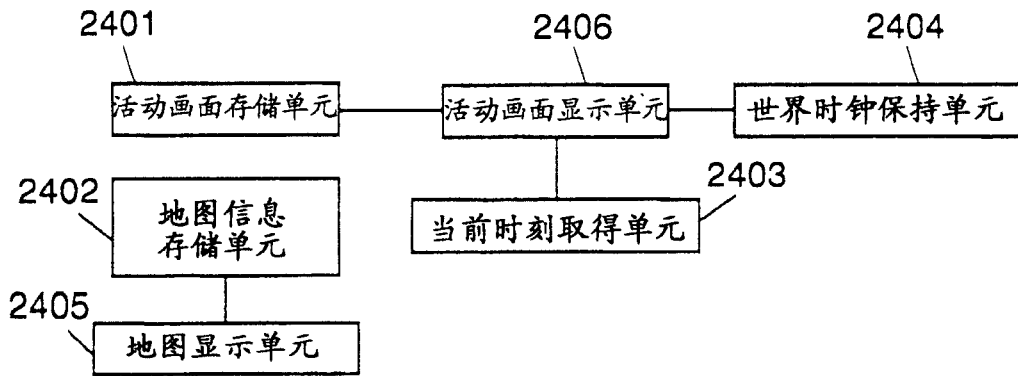 2401
2406
2404
活动画面存储单元
活动画面显示单元
世界时钟保持单元
2402
地图信息
存储单元
2403
当前时刻取得单元
2405
地图显示单元